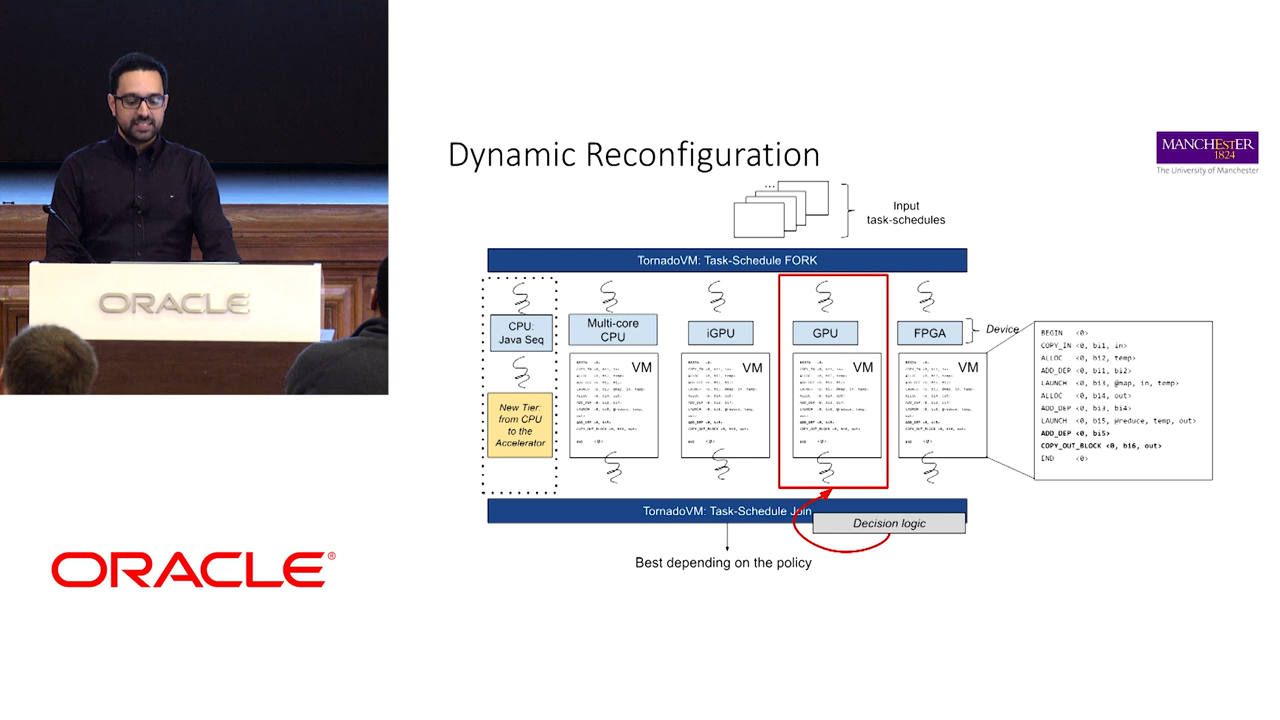 ORACLE
ORACLE®
Dynamic Reconfiguration
MANCHESTER
1824
The University of Manchester
...
Input
task-schedules
TornadoVM: Task-Schedule FORK
CPU:
Java Seq
Multi-core
CPU
iGPU
GPU
FPGA
Device
New Tier:
from CPU
to the
Accelerator
VM
VM
VM
VM
BEGIN <0>
COPY_IN <0, bi1, in>
ALLOC <0, bi2, temp>
ADD_DEP <0, bi1, bi2>
LAUNCH <0, bi3, @map, in, temp>
ALLOC <0, bi4, out>
ADD_DEP <0, bi3, bi4>
LAUNCH <0, bi5, @reduce, temp, out>
ADD_DEP <0, bi5>
COPY_OUT_BLOCK <0, bi6, out>
END <0>
TornadoVM: Task-Schedule Join
Decision logic
Best depending on the policy